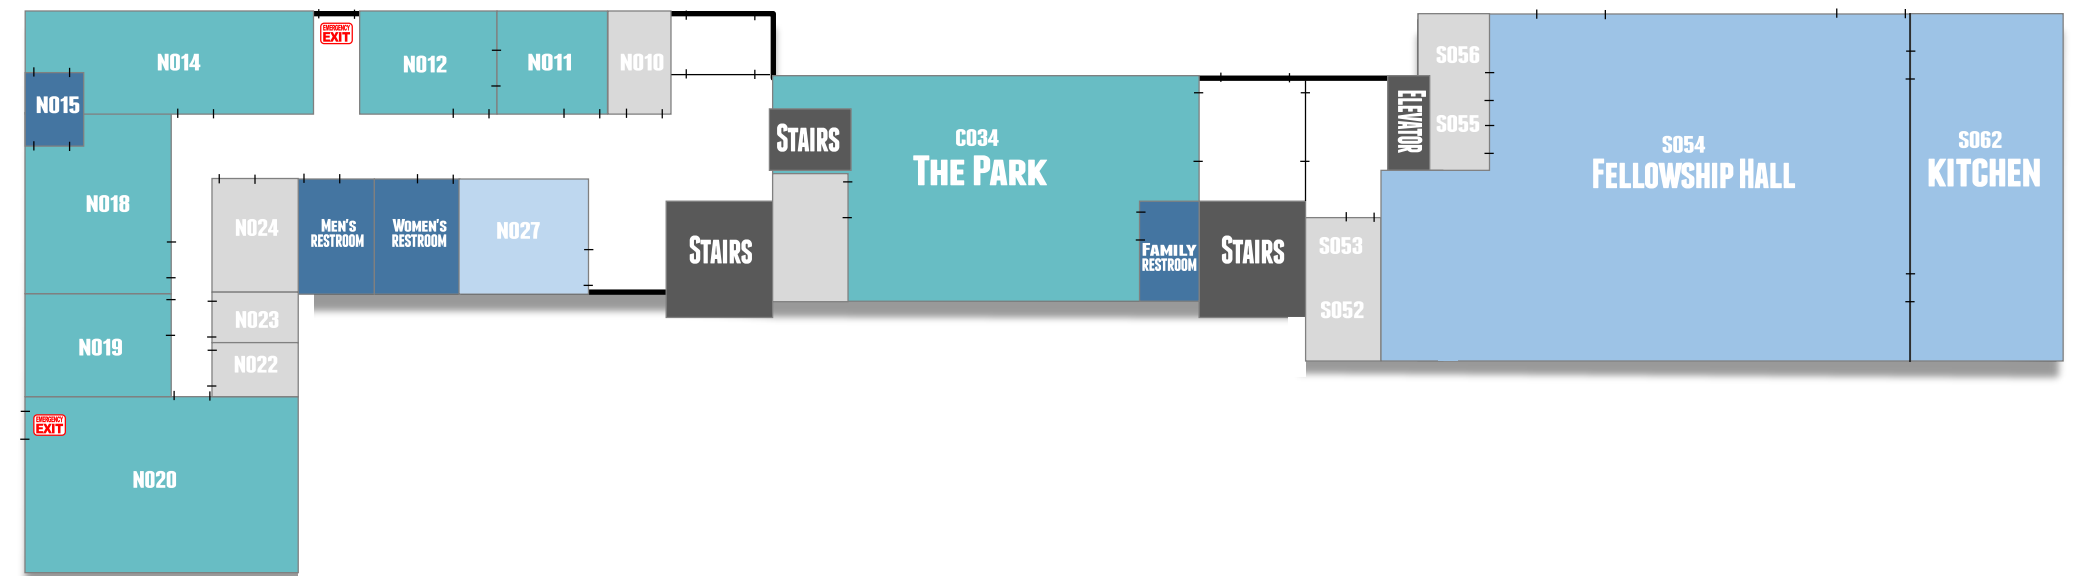 EMERGENCY
EXIT
N014
N012
N011
N010
N015
N018
N024
MEN'S
RESTROOM
WOMEN'S
RESTROOM
N027
N023
N019
N022
EMERGENCY
EXIT
N020
STAIRS
STAIRS
C034
THE PARK
FAMILY
RESTROOM
STAIRS
ELEVATOR
S056
S055
S053
S052
S054
FELLOWSHIP HALL
S062
KITCHEN